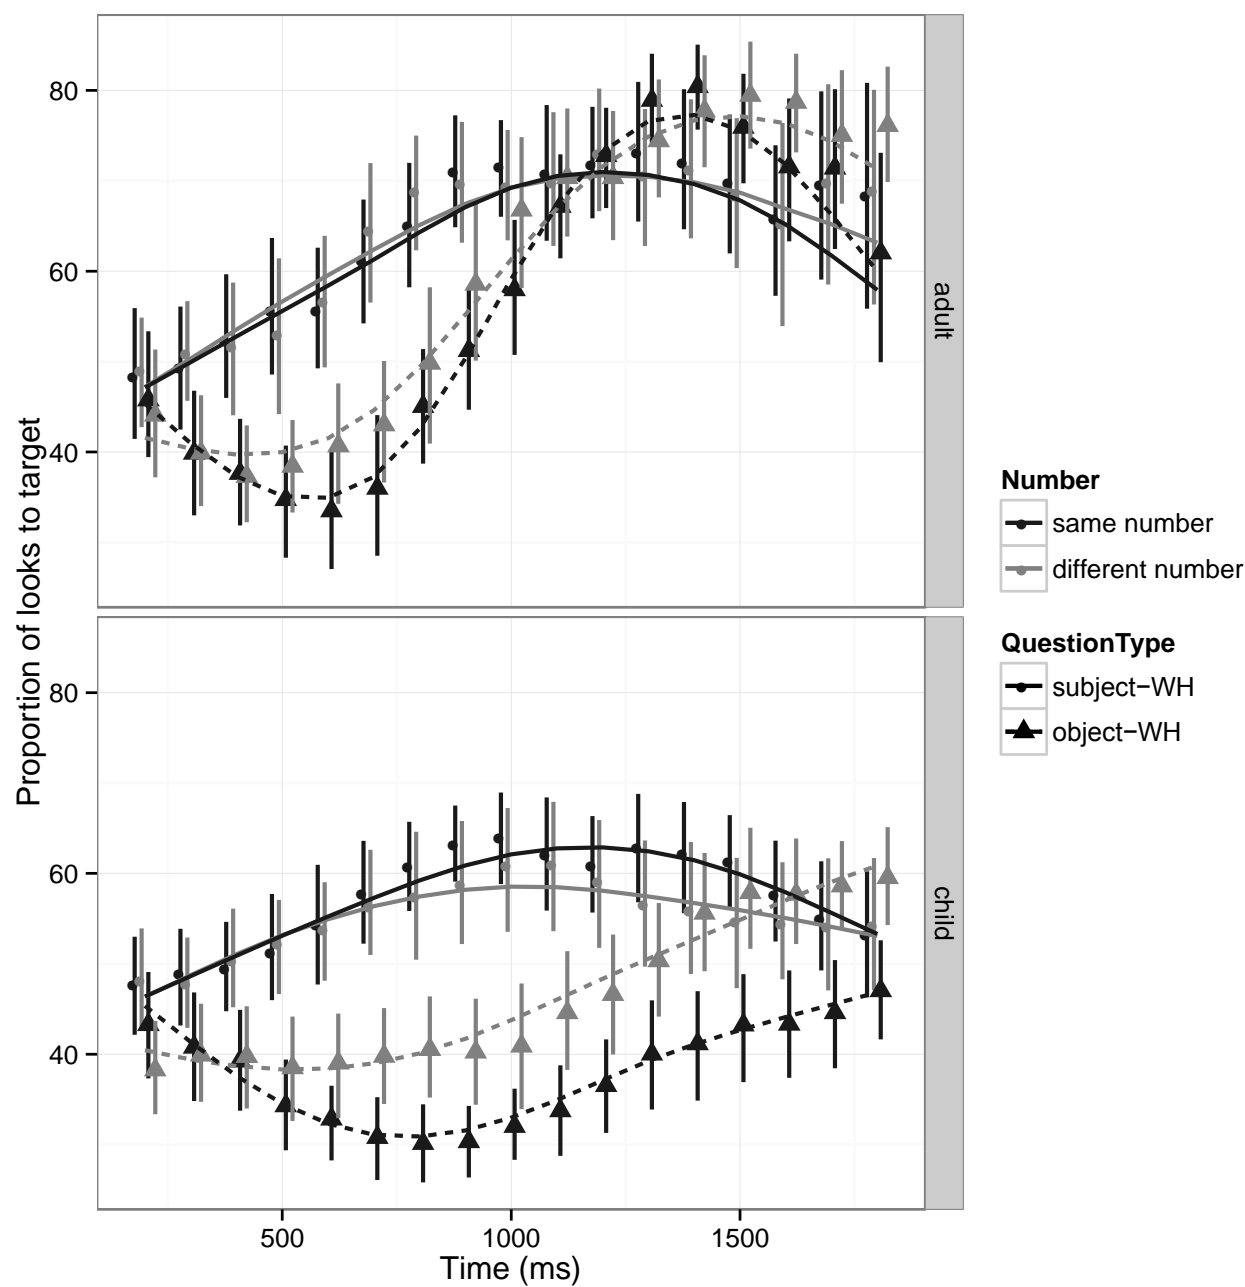 Proportion of looks to target
80
60
40
adult
80
60
40
child
500
1000
1500
Time (ms)
Number
same number
different number
QuestionType
subject−WH
object−WH